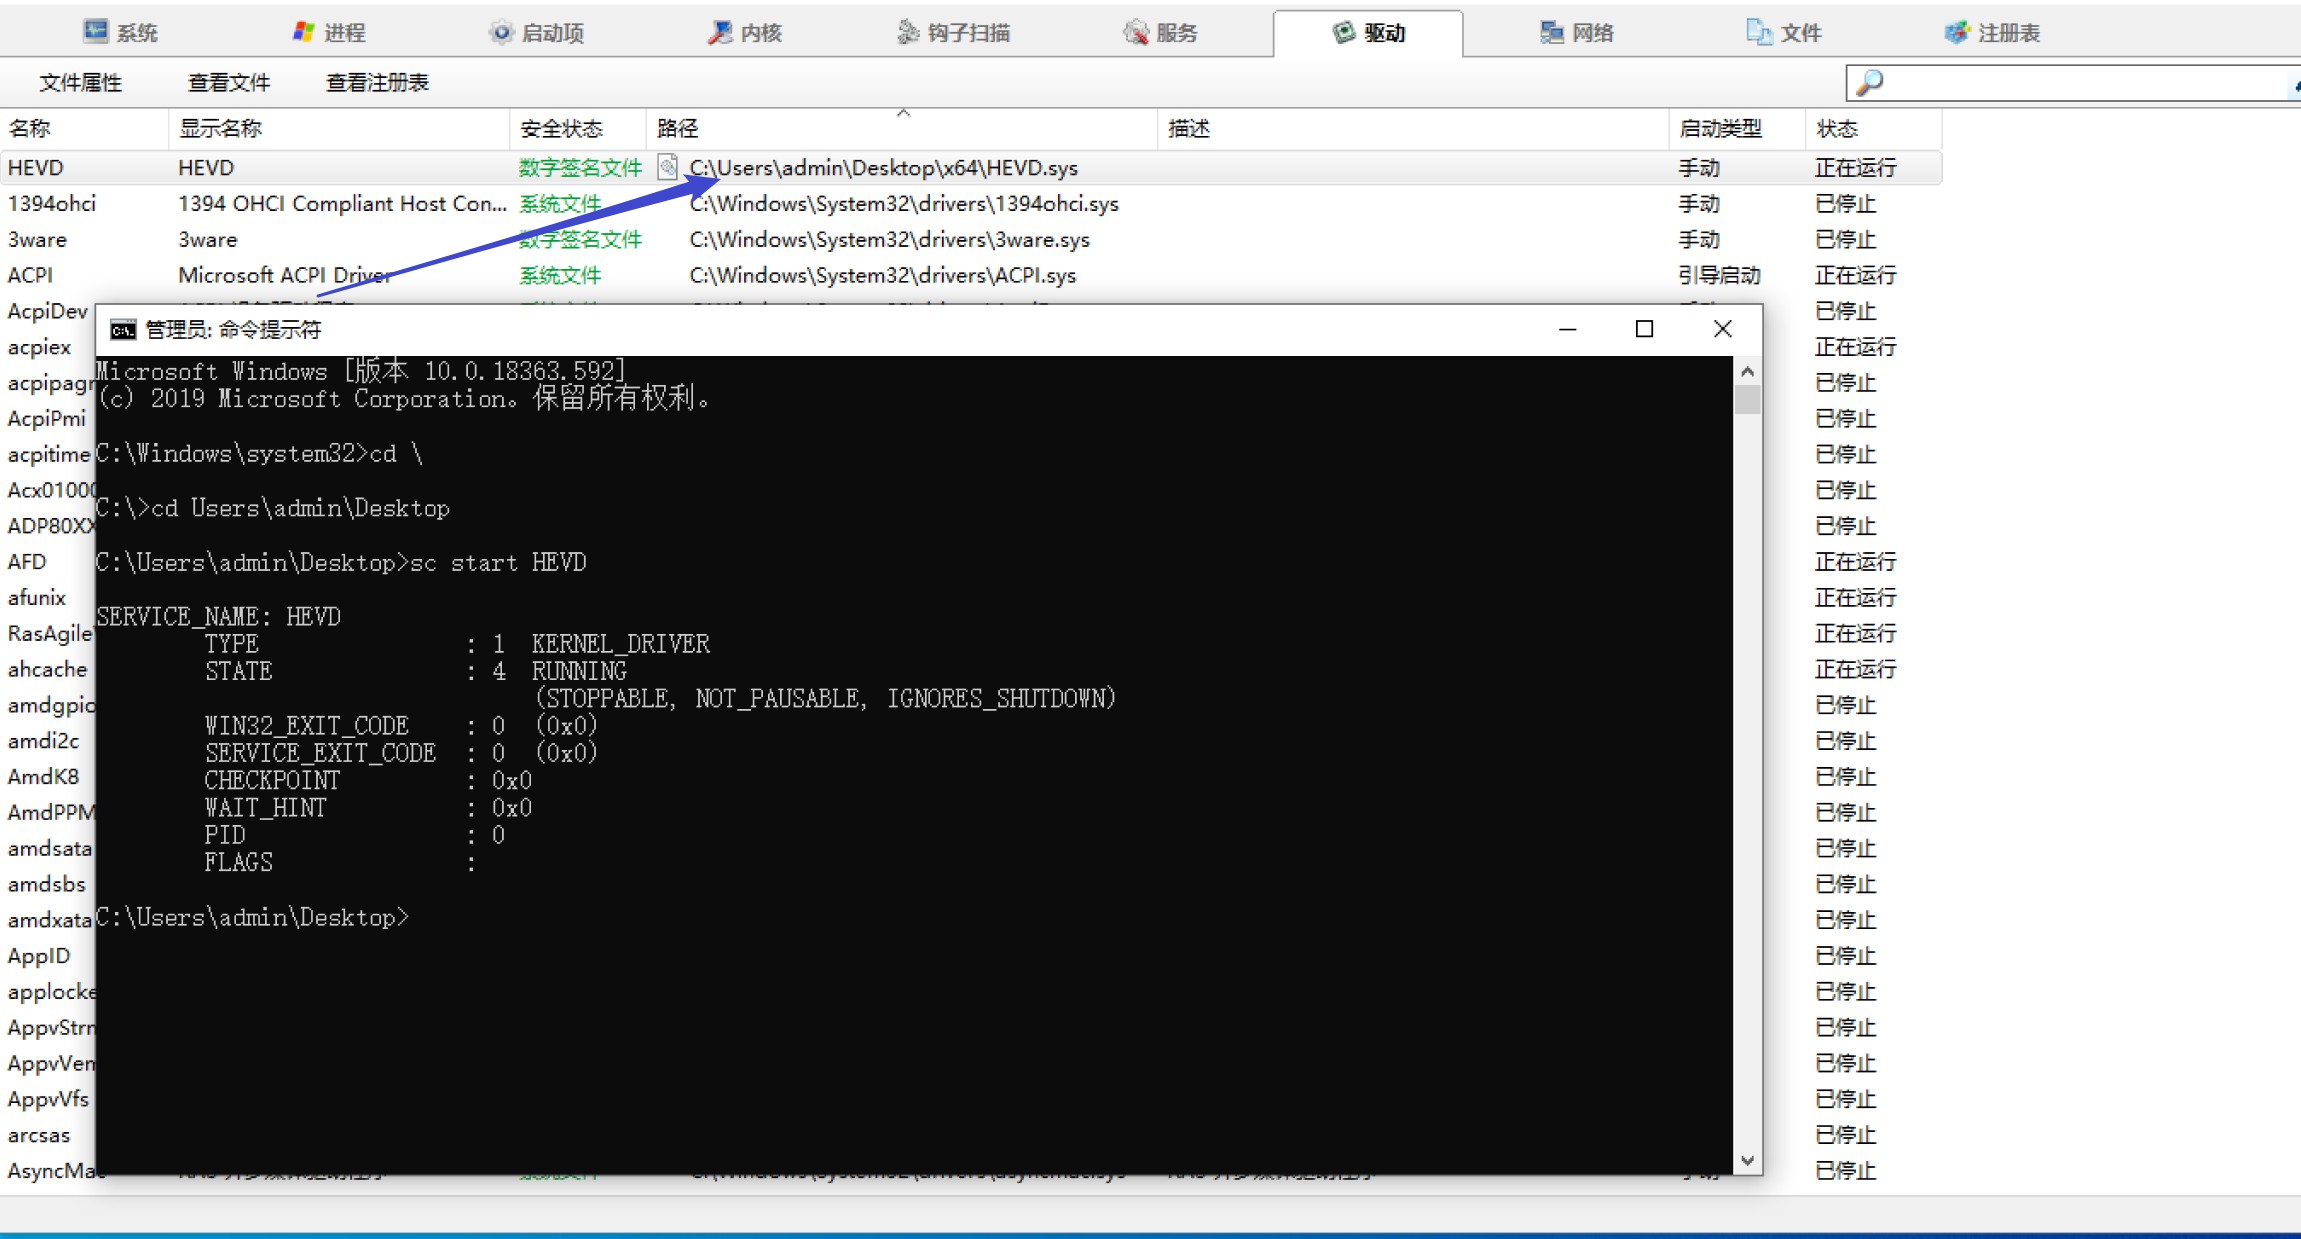 系统 进程 启动项 内核 钩子扫描 服务 驱动 网络 文件 注册表
文件属性 查看文件 查看注册表
名称 显示名称 安全状态 路径 描述 启动类型 状态
HEVD HEVD 数字签名文件 C:\Users\admin\Desktop\x64\HEVD.sys 手动 正在运行
1394ohci 1394 OHCI Compliant Host Con... 系统文件 C:\Windows\System32\drivers\1394ohci.sys 手动 已停止
3ware 3ware 数字签名文件 C:\Windows\System32\drivers\3ware.sys 手动 已停止
ACPI Microsoft ACPI Driver 系统文件 C:\Windows\System32\drivers\ACPI.sys 引导启动 正在运行
AcpiDev 已停止
acpiex 正在运行
acpipagr 已停止
AcpiPmi 已停止
acpitime 已停止
Acx01000 已停止
ADP80XX 已停止
AFD 正在运行
afunix 正在运行
RasAgile 正在运行
ahcache 正在运行
amdgpio 已停止
amdi2c 已停止
AmdK8 已停止
AmdPPM 已停止
amdsata 已停止
amdsbs 已停止
amdxata 已停止
AppID 已停止
applocke 已停止
AppvStrm 已停止
AppvVem 已停止
AppvVfs 已停止
arcsas 已停止
AsyncMac 已停止
管理员: 命令提示符
Microsoft Windows [版本 10.0.18363.592]
(c) 2019 Microsoft Corporation。保留所有权利。
C:\Windows\system32>cd \
C:\>cd Users\admin\Desktop
C:\Users\admin\Desktop>sc start HEVD
SERVICE_NAME: HEVD
TYPE : 1 KERNEL_DRIVER
STATE : 4 RUNNING
(STOPPABLE, NOT_PAUSABLE, IGNORES_SHUTDOWN)
WIN32_EXIT_CODE : 0 (0x0)
SERVICE_EXIT_CODE : 0 (0x0)
CHECKPOINT : 0x0
WAIT_HINT : 0x0
PID : 0
FLAGS :
C:\Users\admin\Desktop>